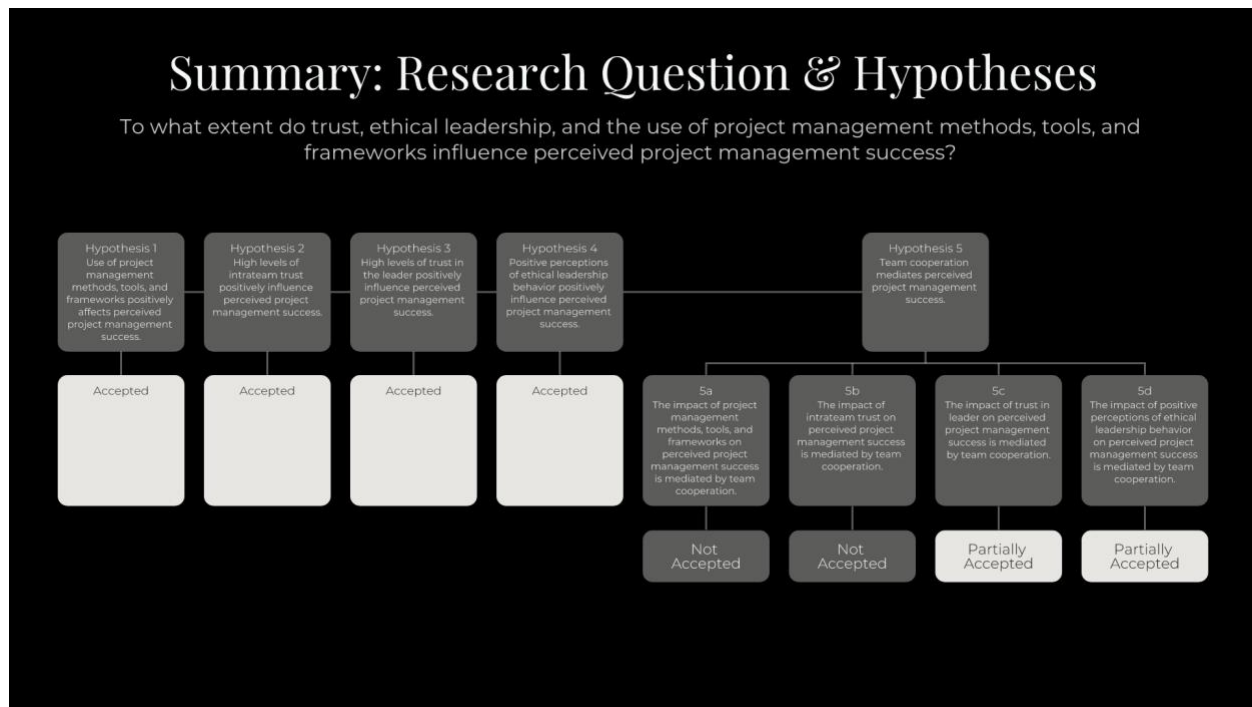 Summary: Research Question & Hypotheses
To what extent do trust, ethical leadership, and the use of project management methods, tools, and
frameworks influence perceived project management success?
Hypothesis 1
Use of project
management
methods, tools, and
frameworks positively
affects perceived
project management
success.
Accepted
Hypothesis 2
High levels of
intrateam trust
positively influence
perceived project
management success.
Accepted
Hypothesis 3
High levels of trust in
the leader positively
influence perceived
project management
success.
Accepted
Hypothesis 4
Positive perceptions
of ethical leadership
behavior positively
influence perceived
project management
success.
Accepted
Hypothesis 5
Team cooperation
mediates perceived
project management
success.
5a
The impact of project
management
methods, tools, and
frameworks on
perceived project
management success
is mediated by team
cooperation.
Not
Accepted
5b
The impact of
intrateam trust on
perceived project
management success
is mediated by team
cooperation.
Not
Accepted
5c
The impact of trust in
leader on perceived
project management
success is mediated
by team cooperation.
Partially
Accepted
5d
The impact of positive
perceptions of ethical
leadership behavior
on perceived project
management success
is mediated by team
cooperation.
Partially
Accepted